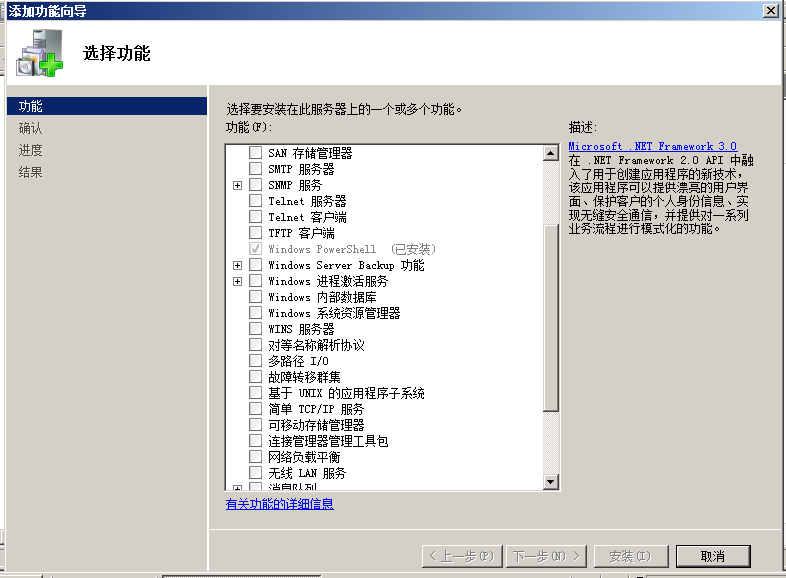 添加功能向导
选择功能
功能
确认
进度
结果
选择要安装在此服务器上的一个或多个功能。
功能(F):
SAN 存储管理器
SMTP 服务器
SNMP 服务
Telnet 服务器
Telnet 客户端
TFTP 客户端
Windows PowerShell (已安装)
Windows Server Backup 功能
Windows 进程激活服务
Windows 内部数据库
Windows 系统资源管理器
WINS 服务器
对等名称解析协议
多路径 I/O
故障转移群集
基于 UNIX 的应用程序子系统
简单 TCP/IP 服务
可移动存储管理器
连接管理器管理工具包
网络负载平衡
无线 LAN 服务
消息队列
有关功能的详细信息
描述:
Microsoft .NET Framework 3.0
在 .NET Framework 2.0 API 中融
入了用于创建应用程序的新技术，
该应用程序可以提供漂亮的用户界
面、保护客户的个人身份信息、实
现无缝安全通信，并提供对一系列
业务流程进行模式化的功能。
< 上一步(P)
下一步(N) >
安装(I)
取消